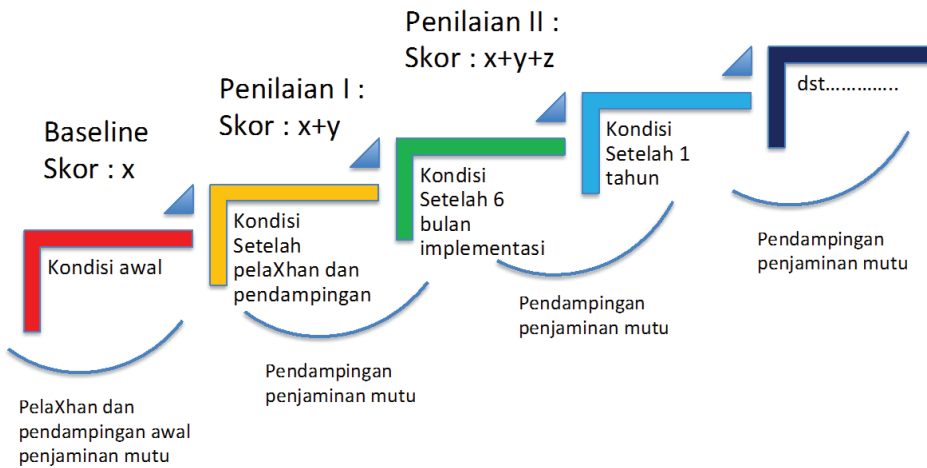 Baseline
Skor : x
Penilaian I :
Skor : x+y
Penilaian II :
Skor : x+y+z
Kondisi awal
Kondisi
Setelah
pelaXhan dan
pendampingan
Kondisi
Setelah 6
bulan
implementasi
Kondisi
Setelah 1
tahun
dst…………..
PelaXhan dan
pendampingan awal
penjaminan mutu
Pendampingan
penjaminan mutu
Pendampingan
penjaminan mutu
Pendampingan
penjaminan mutu